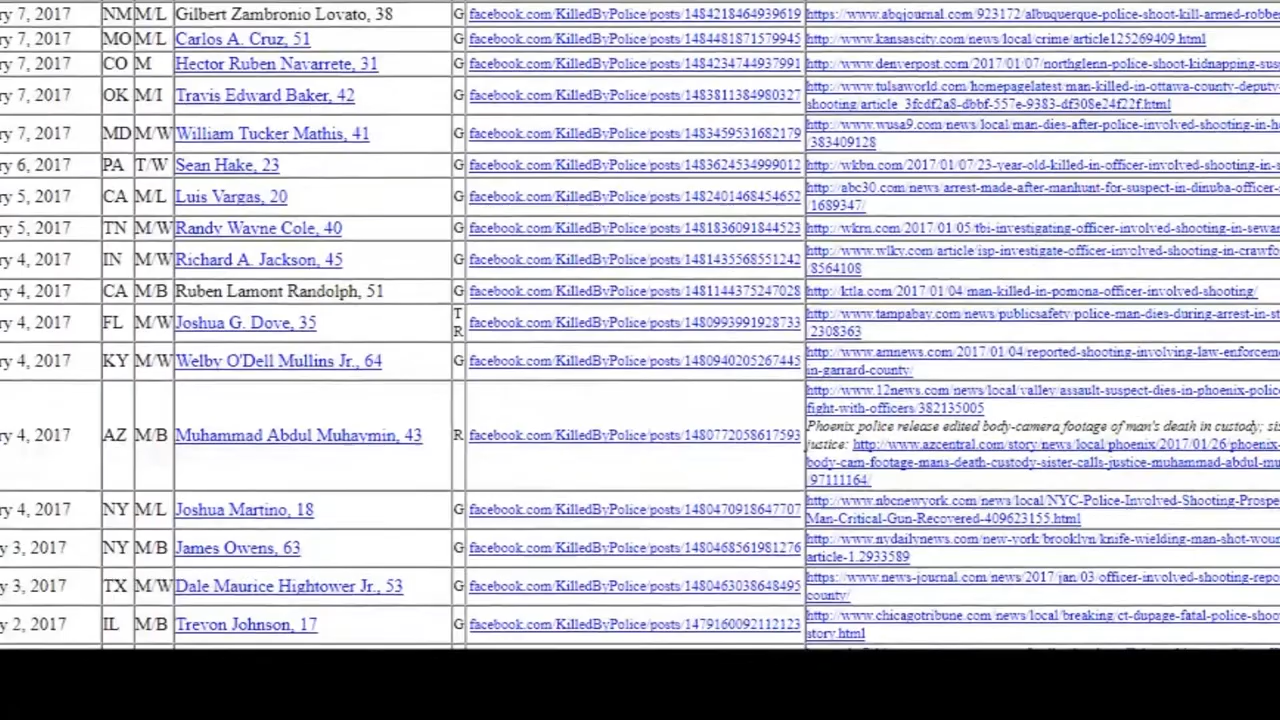 ry 7, 2017 NM M/L Gilbert Zambronio Lovato, 38 G facebook.com/KilledByPolice/posts/1484218464939619 https://www.abqjournal.com/923172/albuquerque-police-shoot-kill-armed-robbe
ry 7, 2017 MO M/L Carlos A. Cruz, 51 G facebook.com/KilledByPolice/posts/1484481871579945 http://www.kansascity.com/news/local/crime/article125269409.html
ry 7, 2017 CO M Hector Ruben Navarrete, 31 G facebook.com/KilledByPolice/posts/1484234744937991 http://www.denverpost.com/2017/01/07/northglenn-police-shoot-kidnapping-sus
ry 7, 2017 OK M/I Travis Edward Baker, 42 G facebook.com/KilledByPolice/posts/1483811384980327 http://www.tulsaworld.com/homepagelatest/man-killed-in-ottawa-county-deputy-
shooting/article_3fcdf2a8-dbbf-557e-9383-df308e24f22f.html
ry 7, 2017 MD M/W William Tucker Mathis, 41 G facebook.com/KilledByPolice/posts/1483459531682179 http://www.wusa9.com/news/local/man-dies-after-police-involved-shooting-in-h
/383409128
ry 6, 2017 PA T/W Sean Hake, 23 G facebook.com/KilledByPolice/posts/1483624534999012 http://wkbn.com/2017/01/07/23-year-old-killed-in-officer-involved-shooting-in-
ry 5, 2017 CA M/L Luis Vargas, 20 G facebook.com/KilledByPolice/posts/1482401468454652 http://abc30.com/news/arrest-made-after-manhunt-for-suspect-in-dinuba-officer-
/1689347/
ry 5, 2017 TN M/W Randy Wayne Cole, 40 G facebook.com/KilledByPolice/posts/1481836091844523 http://wkrn.com/2017/01/05/tbi-investigating-officer-involved-shooting-in-sewan
ry 4, 2017 IN M/W Richard A. Jackson, 45 G facebook.com/KilledByPolice/posts/1481435568551242 http://www.wlky.com/article/isp-investigate-officer-involved-shooting-in-crawfo
/8564108
ry 4, 2017 CA M/B Ruben Lamont Randolph, 51 G facebook.com/KilledByPolice/posts/1481144375247028 http://ktla.com/2017/01/04/man-killed-in-pomona-officer-involved-shooting/
ry 4, 2017 FL M/W Joshua G. Dove, 35 T R facebook.com/KilledByPolice/posts/1480993991928733 http://www.tampabay.com/news/publicsafety/police-man-dies-during-arrest-in-st
/2308363
ry 4, 2017 KY M/W Welby O'Dell Mullins Jr., 64 G facebook.com/KilledByPolice/posts/1480940205267445 http://www.amnews.com/2017/01/04/reported-shooting-involving-law-enforceme
in-garrard-county/
ry 4, 2017 AZ M/B Muhammad Abdul Muhaymin, 43 R facebook.com/KilledByPolice/posts/1480772058617593 http://www.12news.com/news/local/valley/assault-suspect-dies-in-phoenix-polic
fight-with-officers/382135005
Phoenix police release edited body-camera footage of man's death in custody; sis
justice: http://www.azcentral.com/story/news/local/phoenix/2017/01/26/phoenix-
body-cam-footage-mans-death-custody-sister-calls-justice-muhammad-abdul-mu
/97111164/
ry 4, 2017 NY M/L Joshua Martino, 18 G facebook.com/KilledByPolice/posts/1480470918647707 http://www.nbcnewyork.com/news/local/NYC-Police-Involved-Shooting-Prospe
Man-Critical-Gun-Recovered-409623155.html
y 3, 2017 NY M/B James Owens, 63 G facebook.com/KilledByPolice/posts/1480468561981276 http://www.nydailynews.com/new-york/brooklyn/knife-wielding-man-shot-wour
article-1.2933589
y 3, 2017 TX M/W Dale Maurice Hightower Jr., 53 G facebook.com/KilledByPolice/posts/1480463038648495 https://www.news-journal.com/news/2017/jan/03/officer-involved-shooting-repo
county/
y 2, 2017 IL M/B Trevon Johnson, 17 G facebook.com/KilledByPolice/posts/1479160092112123 http://www.chicagotribune.com/news/local/breaking/ct-dupage-fatal-police-shoo
story.html